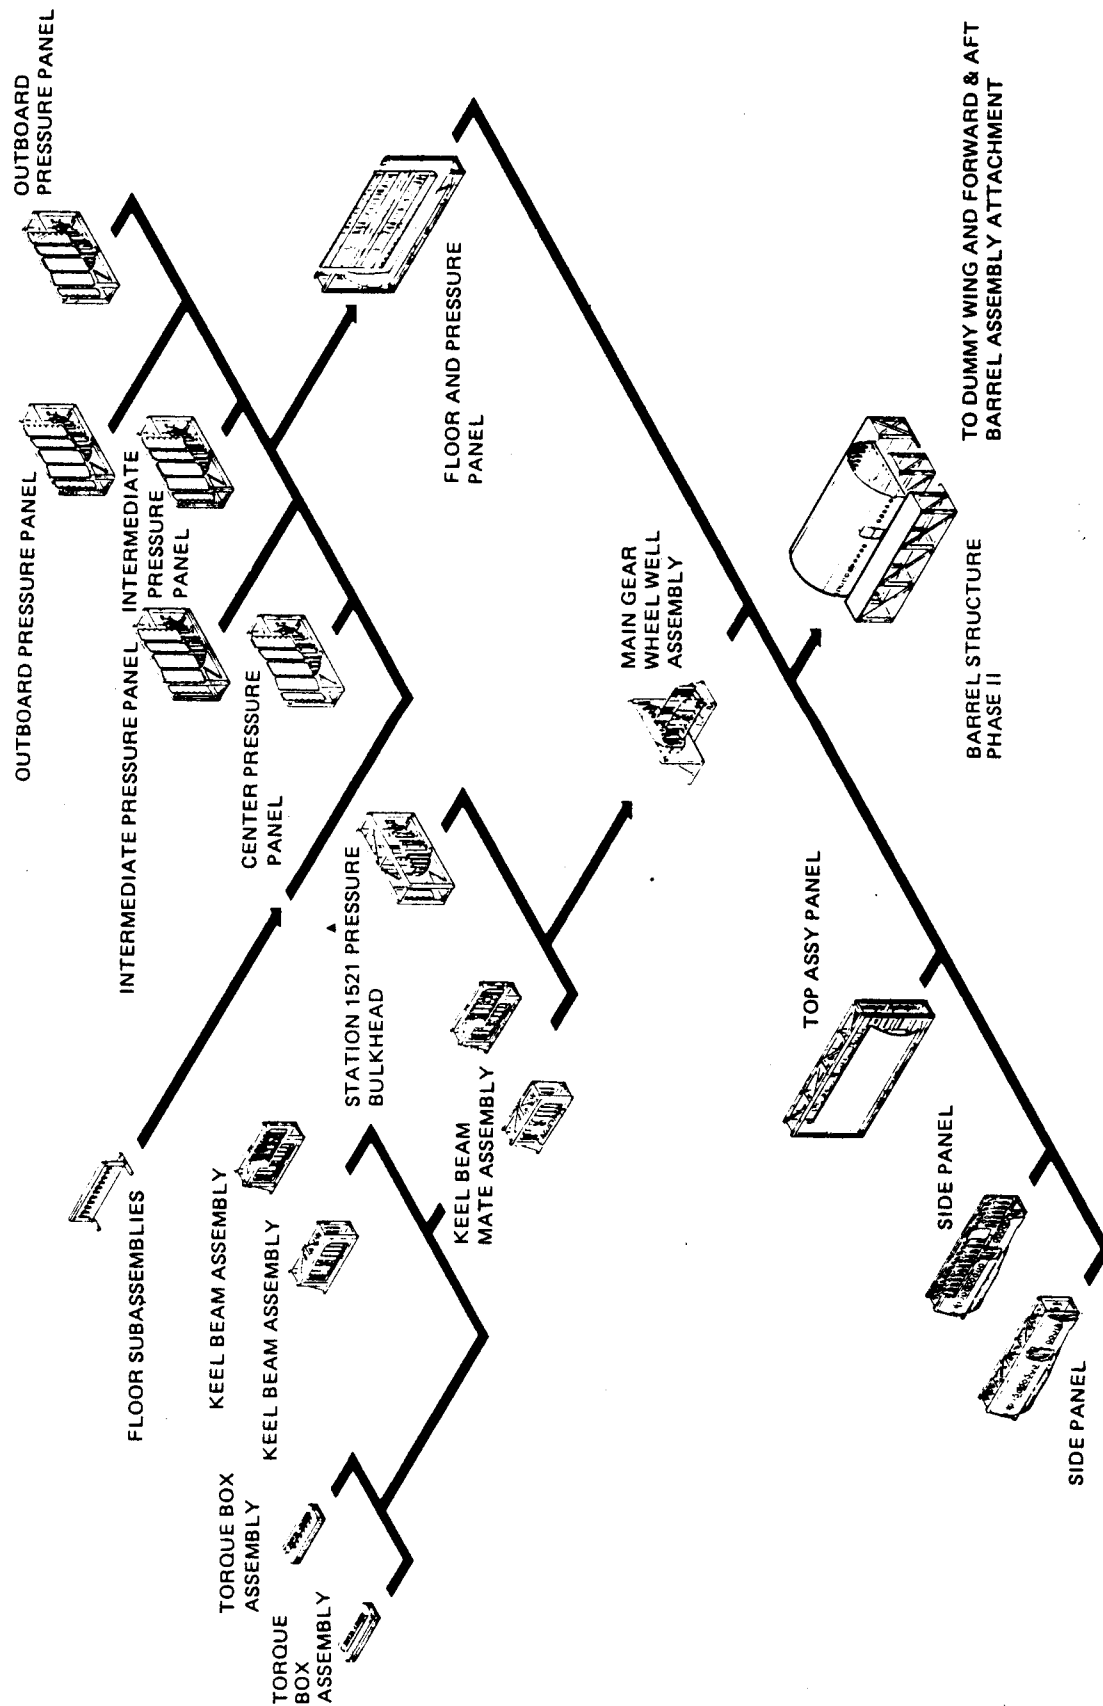 OUTBOARD
PRESSURE PANEL
OUTBOARD PRESSURE PANEL
INTERMEDIATE
PRESSURE
PANEL
INTERMEDIATE PRESSURE PANEL
CENTER PRESSURE
PANEL
FLOOR SUBASSEMBLIES
FLOOR AND PRESSURE
PANEL
STATION 1521 PRESSURE
BULKHEAD
KEEL BEAM ASSEMBLY
KEEL BEAM ASSEMBLY
KEEL BEAM
MATE ASSEMBLY
TORQUE BOX
ASSEMBLY
TORQUE
BOX
ASSEMBLY
MAIN GEAR
WHEEL WELL
ASSEMBLY
TOP ASSY PANEL
SIDE PANEL
SIDE PANEL
BARREL STRUCTURE
PHASE II
TO DUMMY WING AND FORWARD & AFT
BARREL ASSEMBLY ATTACHMENT